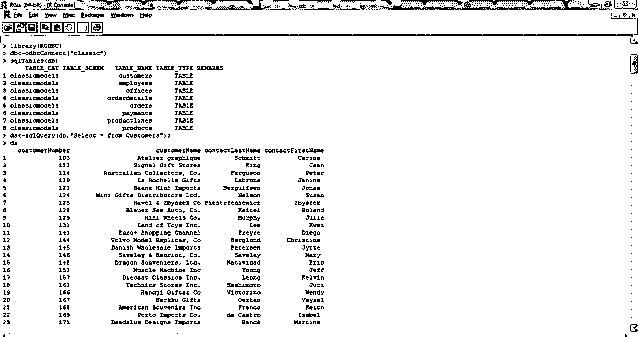 File Edit View Misc Packages Windows Help
> library(RODBC)
> db<-odbcConnect("classic")
> sqlTables(db)
TABLE_CAT TABLE_SCHEM TABLE_NAME TABLE_TYPE REMARKS
1 classicmodels customers TABLE
2 classicmodels employees TABLE
3 classicmodels offices TABLE
4 classicmodels orderdetails TABLE
5 classicmodels orders TABLE
6 classicmodels payments TABLE
7 classicmodels productlines TABLE
8 classicmodels products TABLE
> ds<-sqlQuery(db,"Select * from Customers");
> ds
customerNumber customerName contactLastName contactFirstName
1 103 Atelier graphique Schmitt Carine
2 112 Signal Gift Stores King Jean
3 114 Australian Collectors, Co. Ferguson Peter
4 119 La Rochelle Gifts Labrune Janine
5 121 Baane Mini Imports Bergulfsen Jonas
6 124 Mini Gifts Distributors Ltd. Nelson Susan
7 125 Havel & Zbyszek Co Zbyszek
8 128 Blauer See Auto, Co. Keitel Roland
9 129 Mini Wheels Co. Murphy Julie
10 131 Land of Toys Inc. Lee Kwai
11 141 Euro+ Shopping Channel Freyre Diego
12 144 Volvo Model Replicas, Co Berglund Christina
13 145 Danish Wholesale Imports Petersen Jytte
14 146 Saveley & Henriot, Co. Saveley Mary
15 148 Dragon Souveniers, Ltd. Natividad Eric
16 151 Muscle Machine Inc Young Jeff
17 157 Diecast Classics Inc. Leong Kelvin
18 161 Technics Stores Inc. Hashimoto Juri
19 166 Handji Gifts& Co Victorino Wendy
20 167 Herkku Gifts Oeztan Veysel
21 168 American Souvenirs Inc Franco Keith
22 169 Porto Imports Co. de Castro Isabel
23 171 Daedalus Designs Imports Rancé Martine